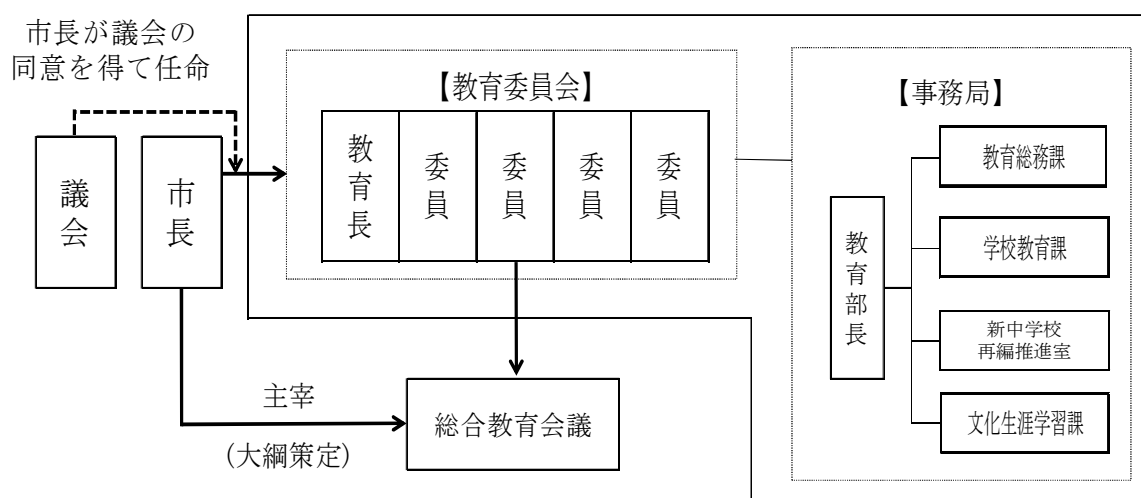 市長が議会の
同意を得て任命
議会
市長
【教育委員会】
教育長
委員
委員
委員
委員
【事務局】
教育部長
教育総務課
学校教育課
新中学校
再編推進室
文化生涯学習課
主宰
(大綱策定)
総合教育会議